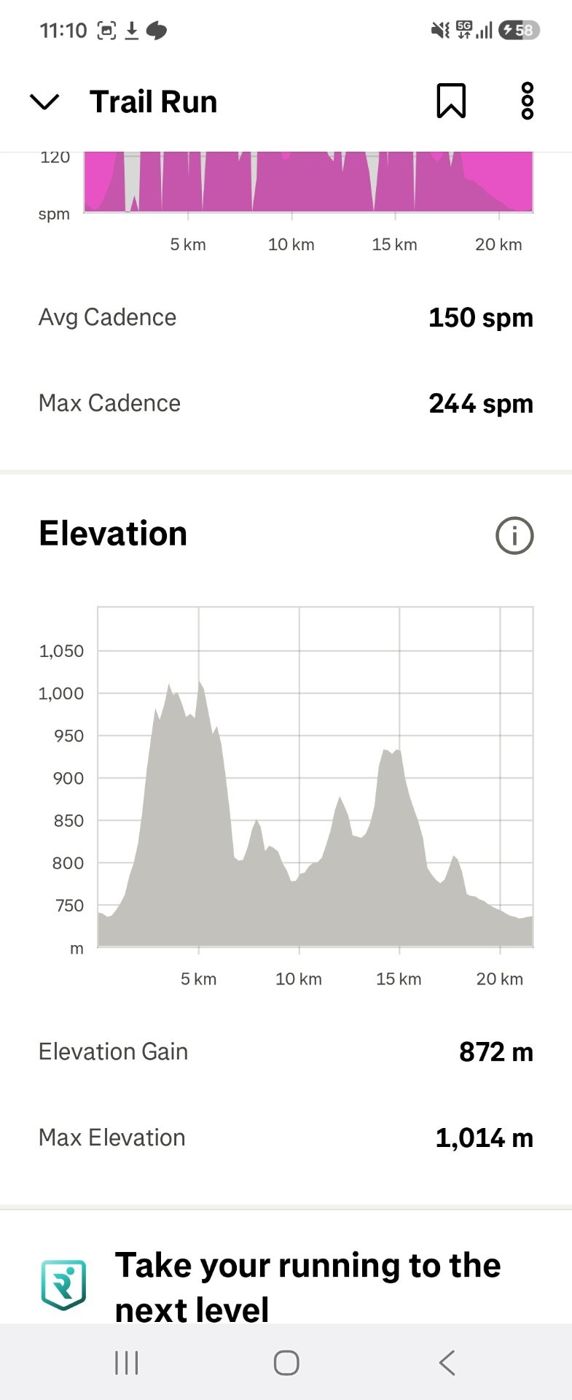 11:10
5G
58
Trail Run
120
spm
5 km 10 km 15 km 20 km
Avg Cadence 150 spm
Max Cadence 244 spm
Elevation
i
1,050
1,000
950
900
850
800
750
m
5 km 10 km 15 km 20 km
Elevation Gain 872 m
Max Elevation 1,014 m
Take your running to the
next level